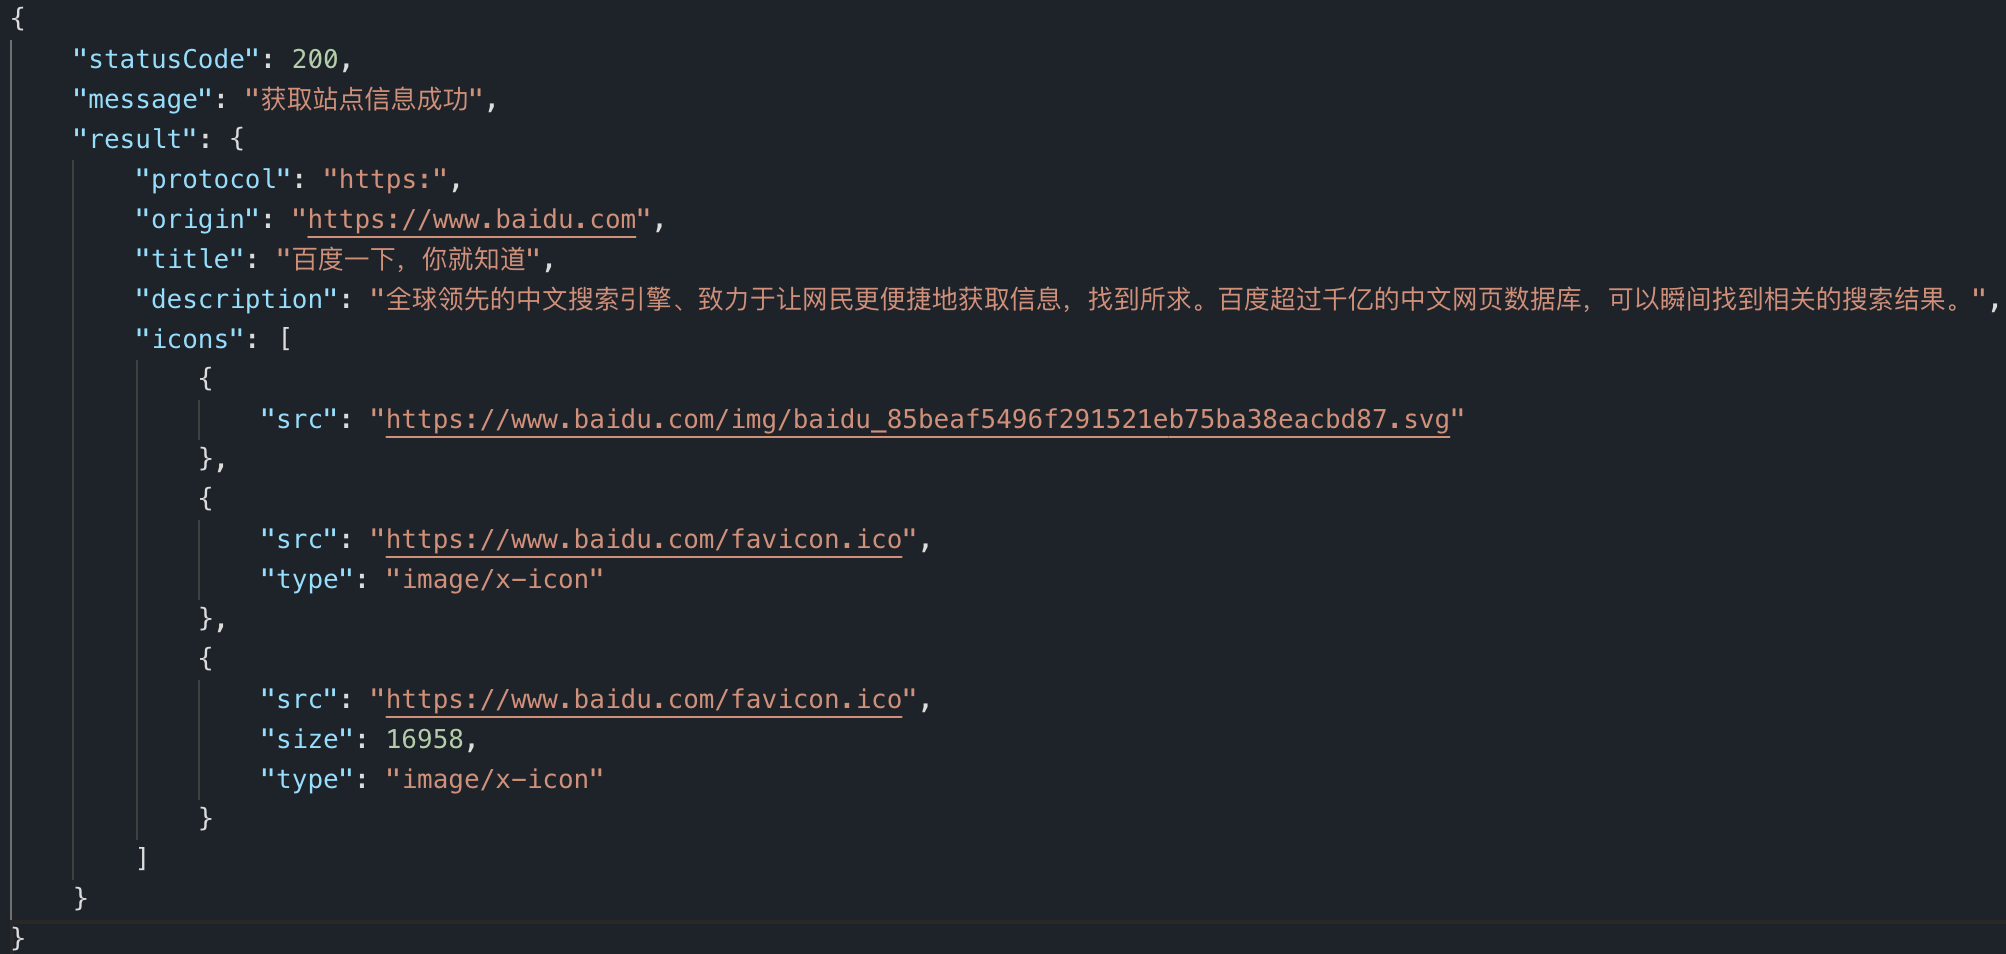 {
    "statusCode": 200,
    "message": "获取站点信息成功",
    "result": {
        "protocol": "https:",
        "origin": "https://www.baidu.com",
        "title": "百度一下，你就知道",
        "description": "全球领先的中文搜索引擎、致力于让网民更便捷地获取信息，找到所求。百度超过千亿的中文网页数据库，可以瞬间找到相关的搜索结果。",
        "icons": [
            {
                "src": "https://www.baidu.com/img/baidu_85beaf5496f291521eb75ba38eacbd87.svg"
            },
            {
                "src": "https://www.baidu.com/favicon.ico",
                "type": "image/x-icon"
            },
            {
                "src": "https://www.baidu.com/favicon.ico",
                "size": 16958,
                "type": "image/x-icon"
            }
        ]
    }
}